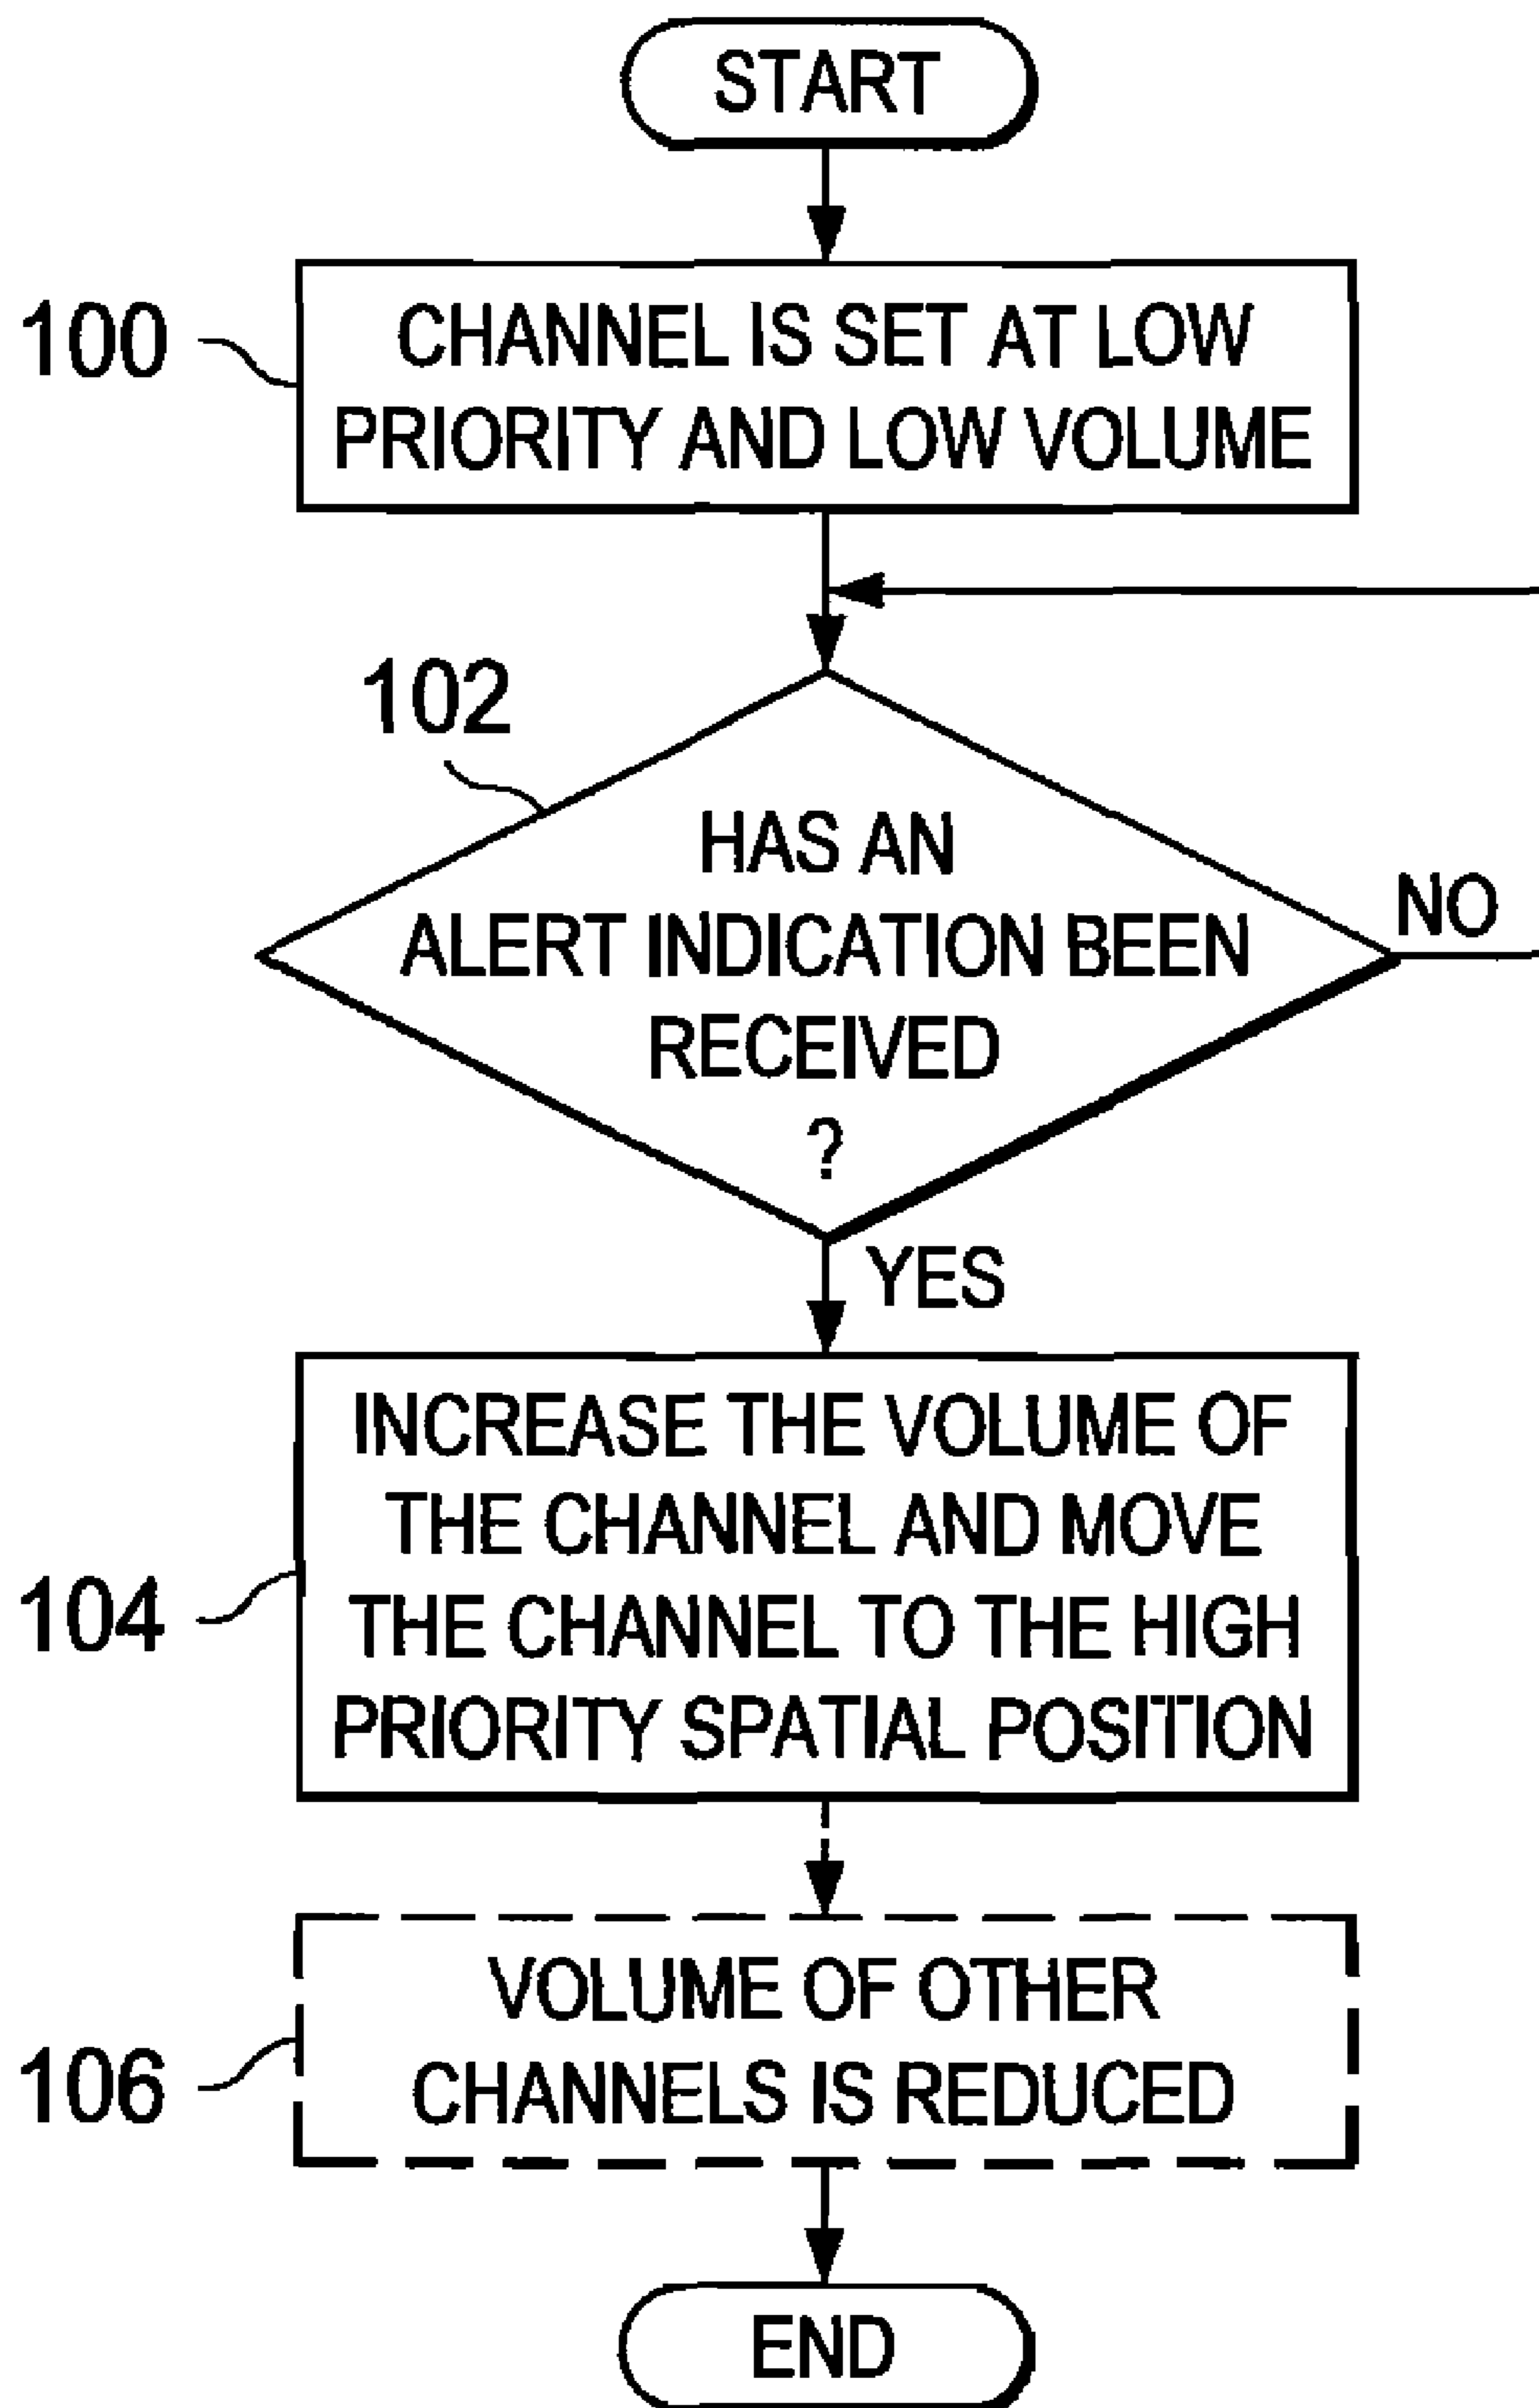 START
100
CHANNEL IS SET AT LOW
PRIORITY AND LOW VOLUME
102
HAS AN
ALERT INDICATION BEEN
RECEIVED
?
NO
YES
104
INCREASE THE VOLUME OF
THE CHANNEL AND MOVE
THE CHANNEL TO THE HIGH
PRIORITY SPATIAL POSITION
106
VOLUME OF OTHER
CHANNELS IS REDUCED
END